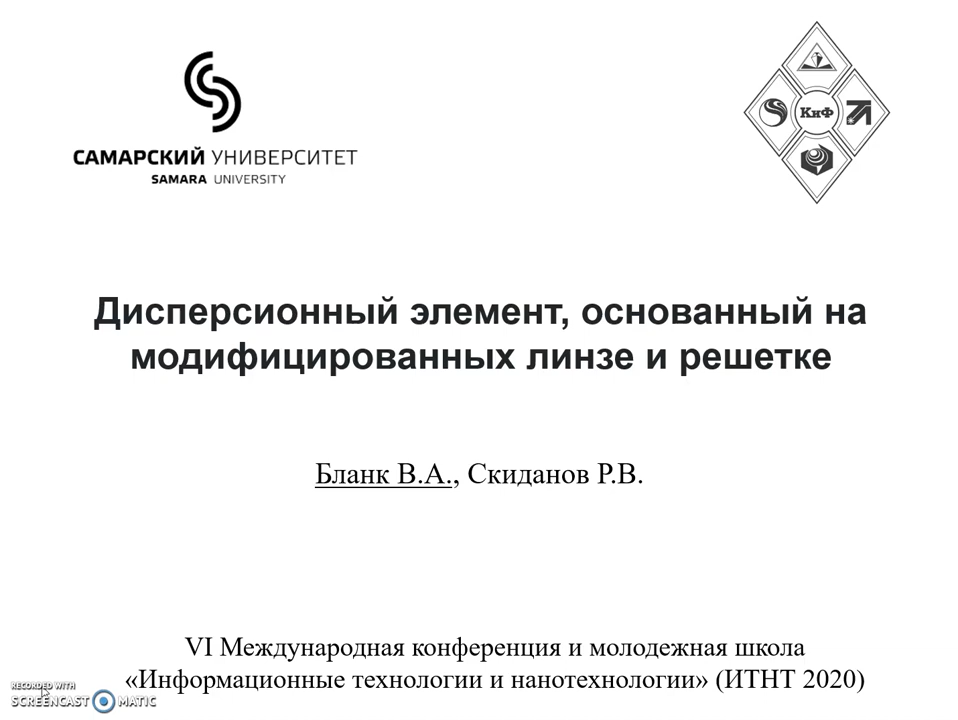 САМАРСКИЙ УНИВЕРСИТЕТ
SAMARA UNIVERSITY
КиФ
Дисперсионный элемент, основанный на
модифицированных линзе и решетке
Бланк В.А., Скиданов Р.В.
VI Международная конференция и молодежная школа
«Информационные технологии и нанотехнологии» (ИТНТ 2020)
RECORDED WITH
SCREENCAST MATIC